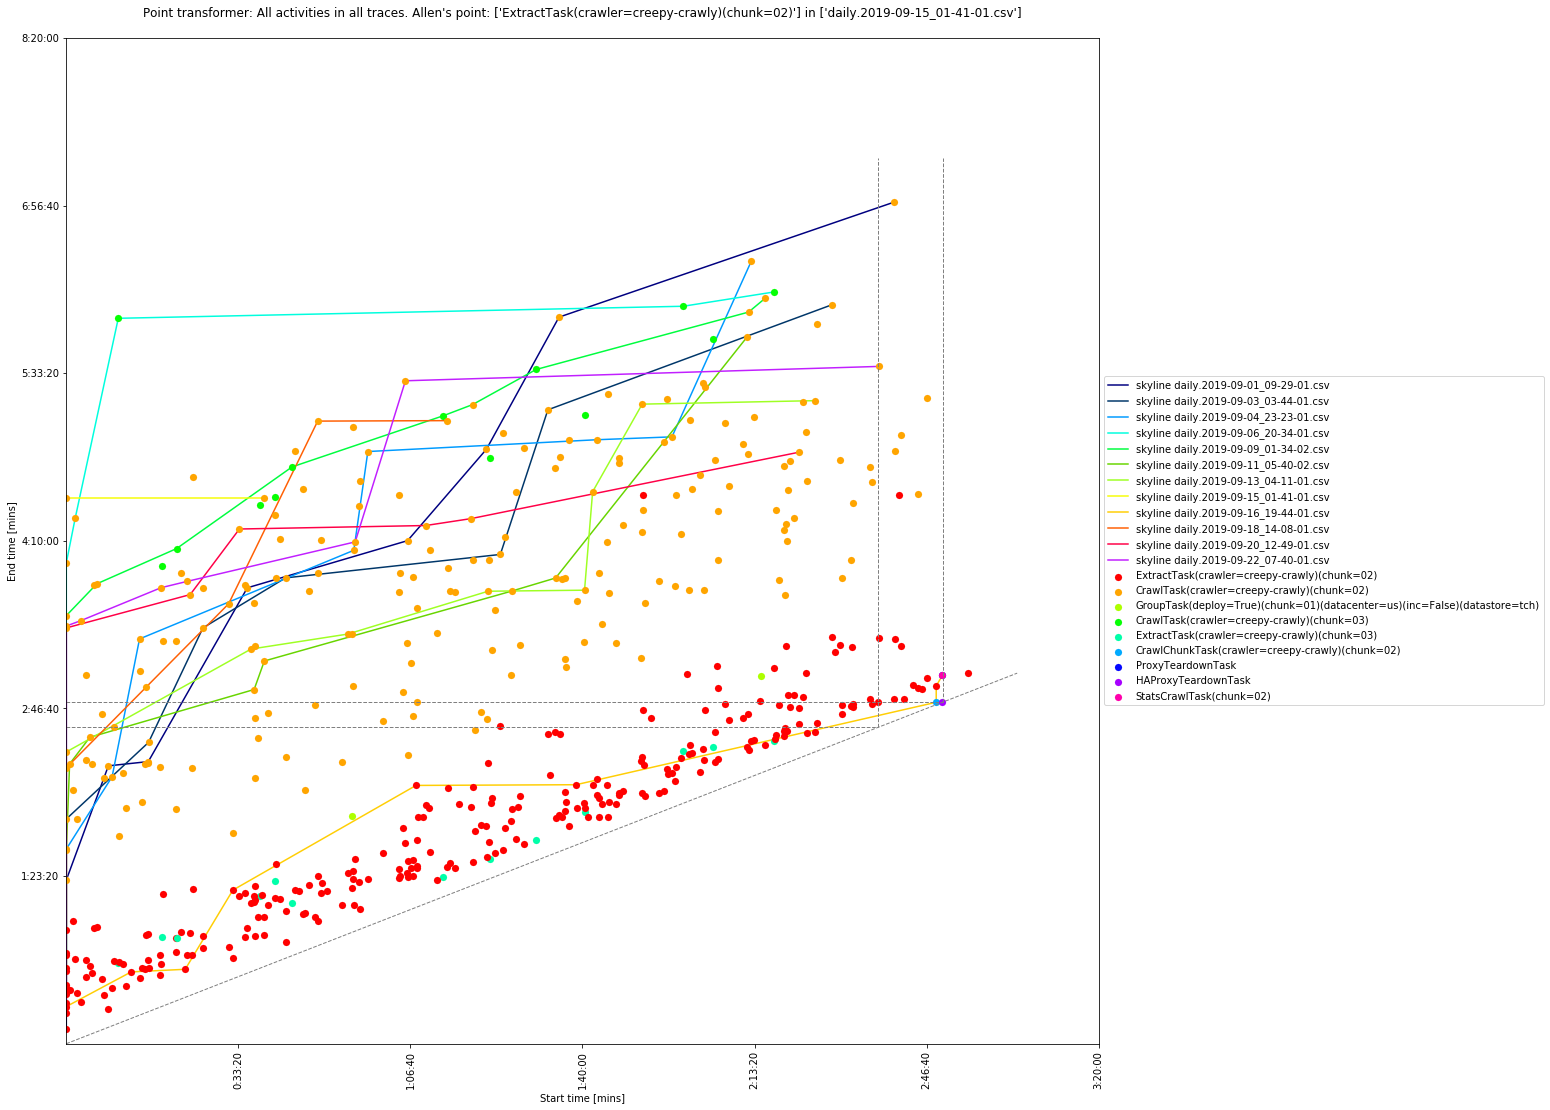 Point transformer: All activities in all traces. Allen's point: ['ExtractTask(crawler=creepy-crawly)(chunk=02)'] in ['daily.2019-09-15_01-41-01.csv']
8:20:00
6:56:40
5:33:20
4:10:00
2:46:40
1:23:20
End time [mins]
skyline daily.2019-09-01_09-29-01.csv
skyline daily.2019-09-03_03-44-01.csv
skyline daily.2019-09-04_23-23-01.csv
skyline daily.2019-09-06_20-34-01.csv
skyline daily.2019-09-09_01-34-02.csv
skyline daily.2019-09-11_05-40-02.csv
skyline daily.2019-09-13_04-11-01.csv
skyline daily.2019-09-15_01-41-01.csv
skyline daily.2019-09-16_19-44-01.csv
skyline daily.2019-09-18_14-08-01.csv
skyline daily.2019-09-20_12-49-01.csv
skyline daily.2019-09-22_07-40-01.csv
ExtractTask(crawler=creepy-crawly)(chunk=02)
CrawlTask(crawler=creepy-crawly)(chunk=02)
GroupTask(deploy=True)(chunk=01)(datacenter=us)(inc=False)(datastore=tch)
CrawlTask(crawler=creepy-crawly)(chunk=03)
ExtractTask(crawler=creepy-crawly)(chunk=03)
CrawlChunkTask(crawler=creepy-crawly)(chunk=02)
ProxyTeardownTask
HAProxyTeardownTask
StatsCrawlTask(chunk=02)
0:33:20
1:06:40
1:40:00
2:13:20
2:46:40
3:20:00
Start time [mins]